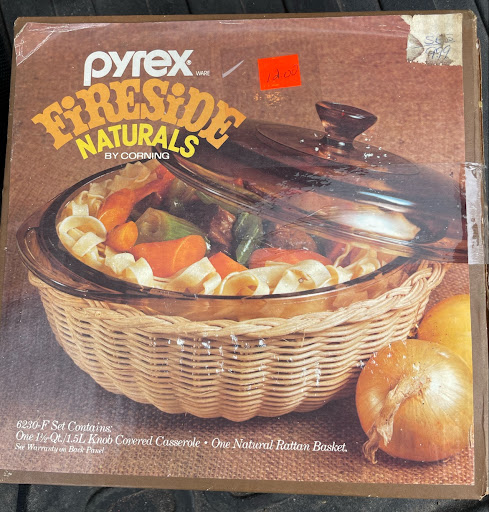 pyrex® WARE
FIRESIDE
NATURALS
BY CORNING
6230-F Set Contains:
One 1½-Qt./1.5L Knob Covered Casserole • One Natural Rattan Basket.
See Warranty on Back Panel